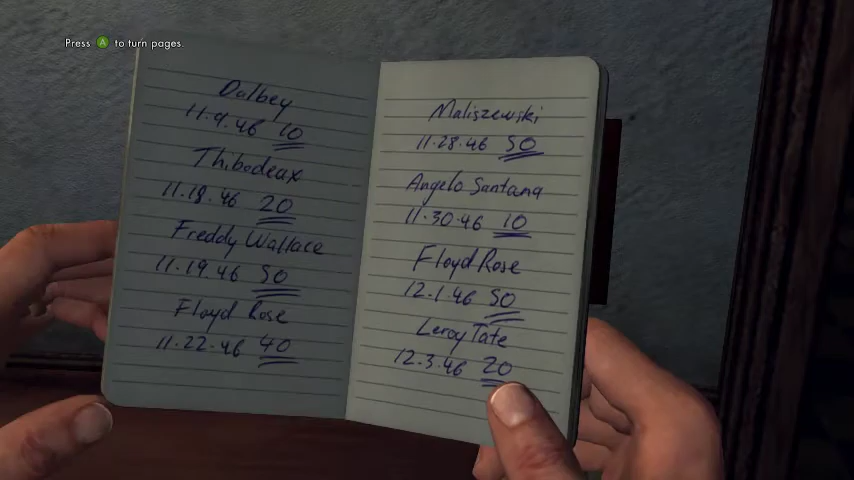 Press A to turn pages.
Dalbey
11.9.46 10
Thibodeax
11.18.46 20
Freddy Wallace
11.19.46 50
Floyd Rose
11.22.46 40
Maliszewski
11.28.46 50
Angelo Santana
11.30.46 10
Floyd Rose
12.1.46 50
Leroy Tate
12.3.46 20